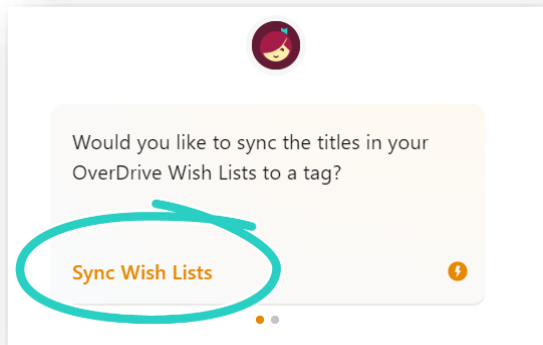 Would you like to sync the titles in your
OverDrive Wish Lists to a tag?
Sync Wish Lists